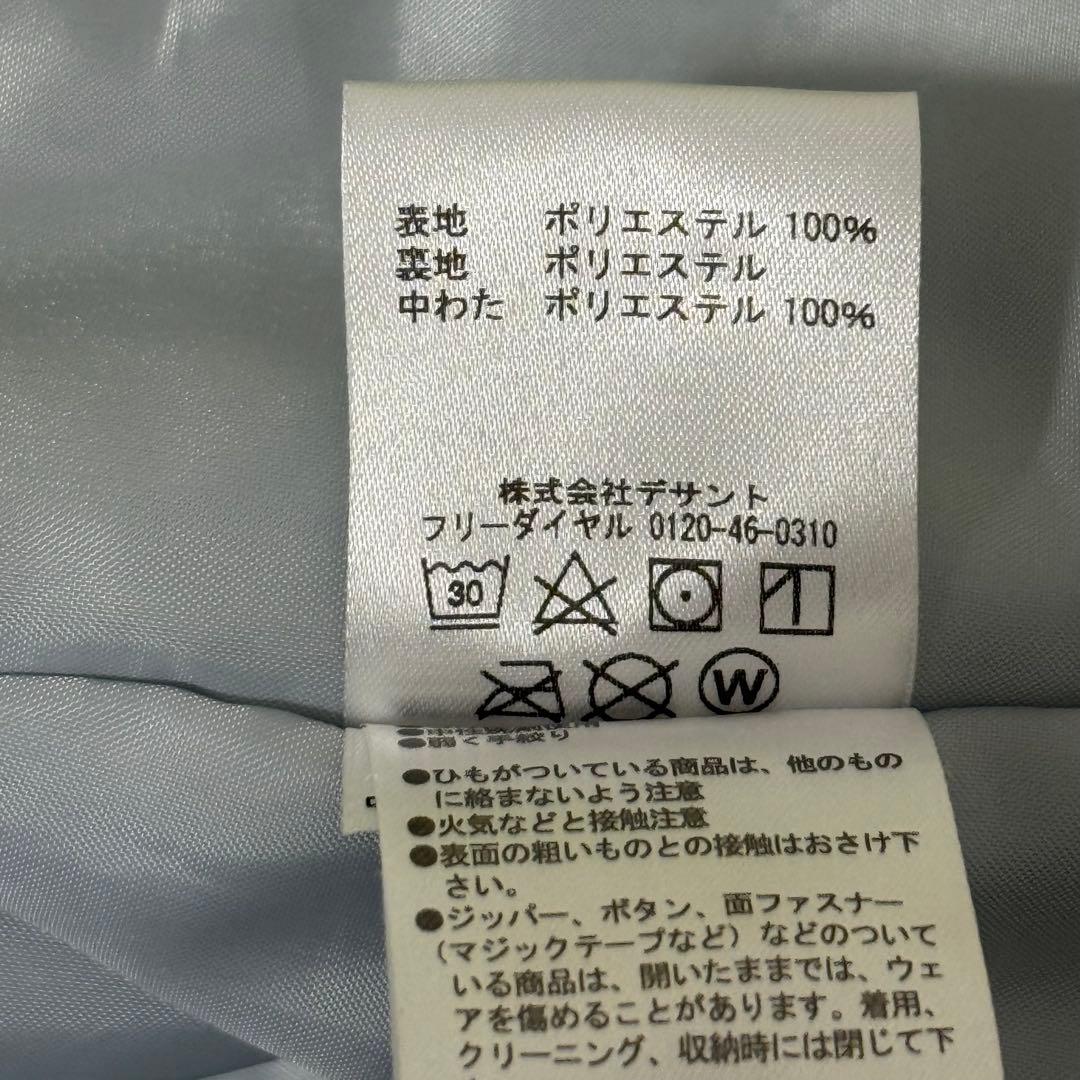 表地 ポリエステル 100%
裏地 ポリエステル
中わた ポリエステル 100%
株式会社デサント
フリーダイヤル 0120-46-0310
30
W
●弱く手絞り
●ひもがついている商品は、他のもの
に絡まないよう注意
●火気などと接触注意
●表面の粗いものとの接触はおさけ下
さい。
●ジッパー、ボタン、面ファスナー
(マジックテープなど)などのついて
いる商品は、開いたままでは、ウェ
アを傷めることがあります。着用、
クリーニング、収納時には閉じて下